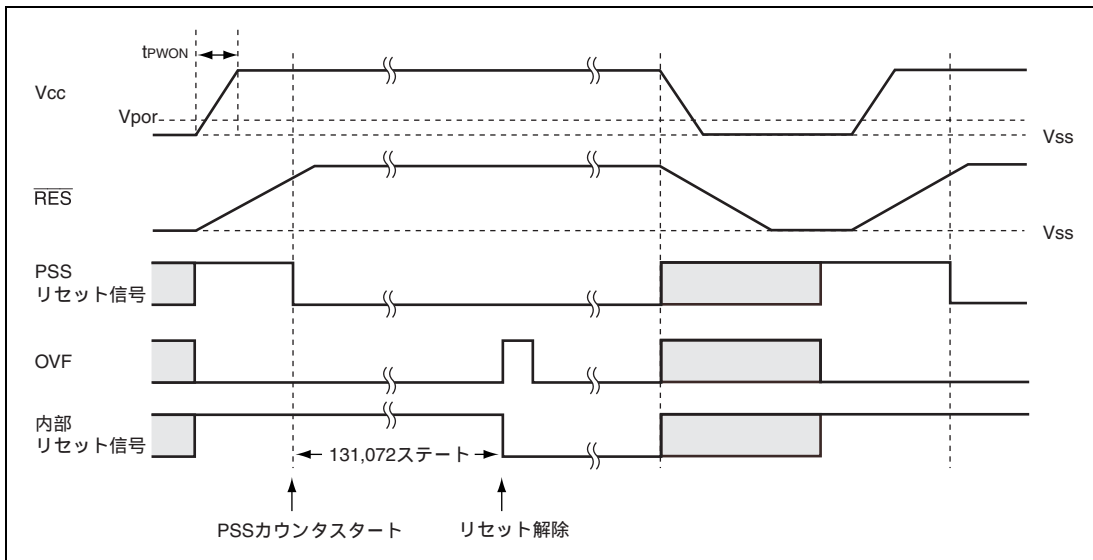 tPWON
Vcc
Vpor
Vss
RES
Vss
PSS
リセット信号
OVF
内部
リセット信号
131,072ステート
PSSカウンタスタート
リセット解除